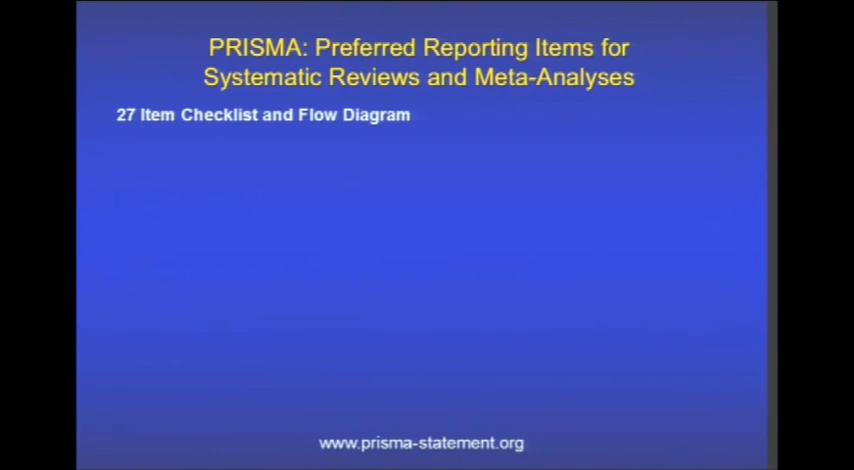 PRISMA: Preferred Reporting Items for
Systematic Reviews and Meta-Analyses
27 Item Checklist and Flow Diagram
www.prisma-statement.org